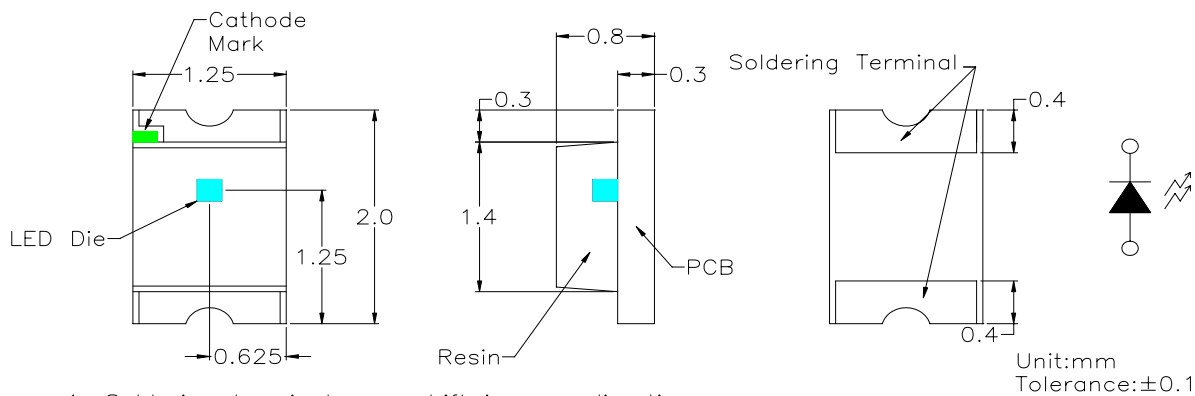 Cathode
Mark
1.25
LED Die
2.0
1.25
0.625
0.8
0.3
0.3
1.4
PCB
Resin
Soldering Terminal
0.4
0.4
Unit:mm
Tolerance:±0.1